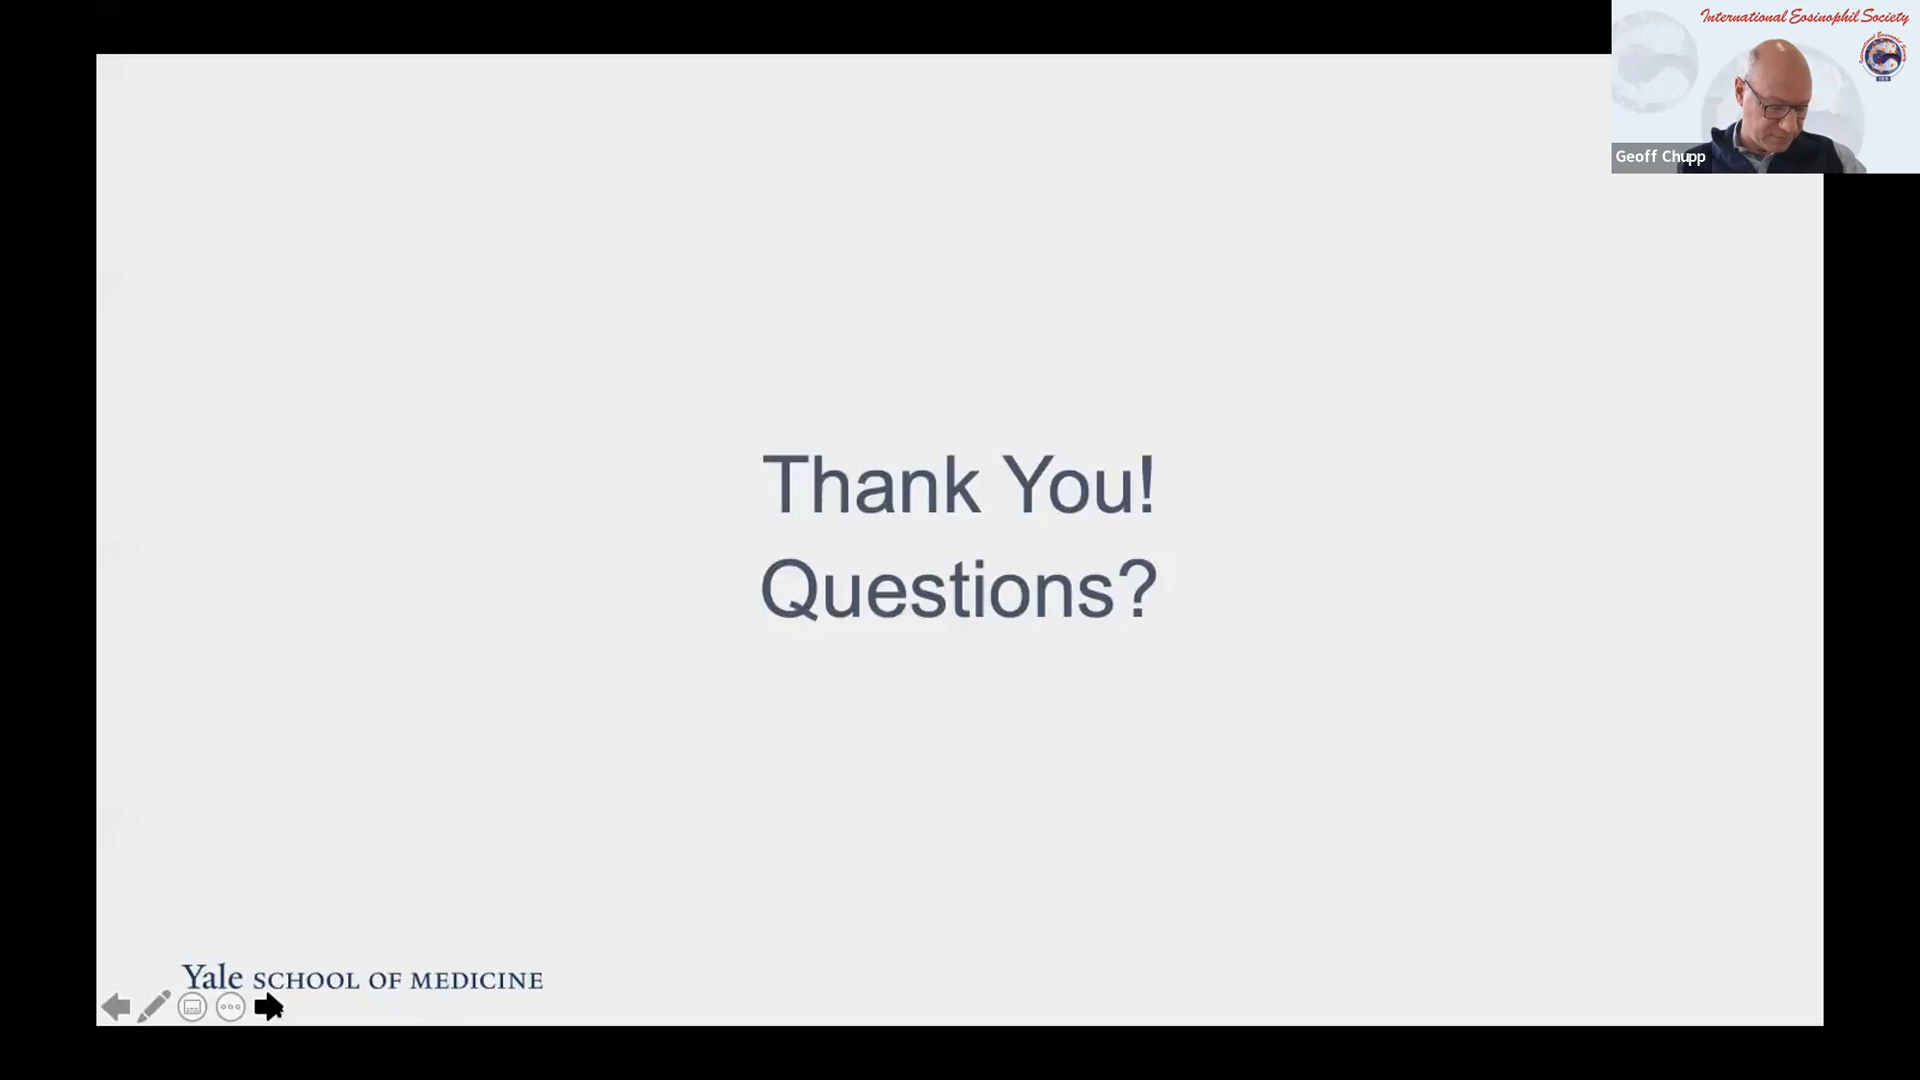 International Eosinophil Society
Geoff Chupp
Thank You!
Questions?
Yale SCHOOL OF MEDICINE